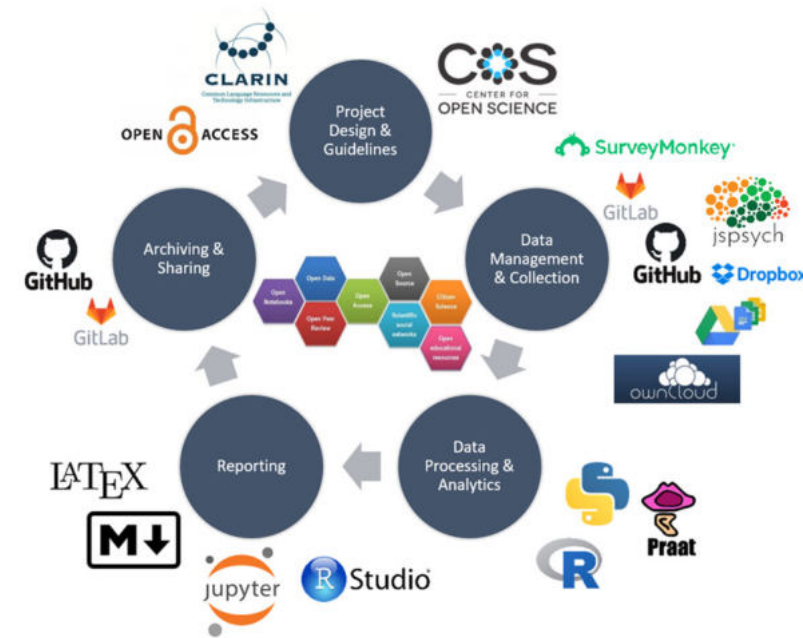 CLARIN
Common Language Resources and
Technology Infrastructure
OPEN ACCESS
COS
CENTER FOR
OPEN SCIENCE
Project
Design &
Guidelines
SurveyMonkey
GitLab
jspsych
GitHub
Dropbox
ownCloud
Data
Management
& Collection
Archiving &
Sharing
GitHub
GitLab
Open
Notebooks
Open Data
Open Peer
Review
Open
Access
Open
Source
Scientific
social
networks
Citizen
Science
Open
educational
resources
Reporting
Data
Processing &
Analytics
LATEX
M
jupyter
R Studio
R
Praat